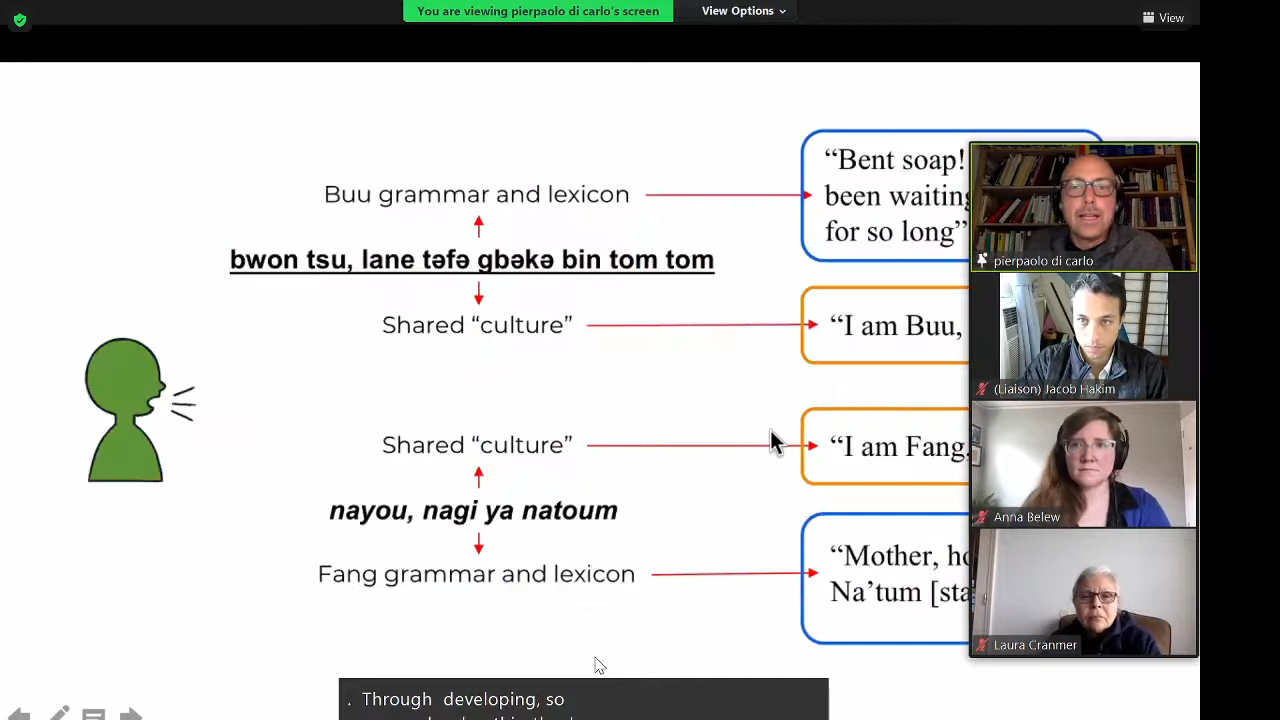 You are viewing pierpaolo di carlo's screen
View Options
View
Buu grammar and lexicon
bwon tsu, lane təfə gbəkə bin tom tom
Shared “culture”
“Bent soap!
been waiting
for so long”
“I am Buu,
Shared “culture”
“I am Fang.
nayou, nagi ya natoum
Fang grammar and lexicon
“Mother,
Na’tum
pierpaolo di carlo
(Liaison) Jacob Hakim
Anna Belew
Laura Cranmer
. Through developing, so